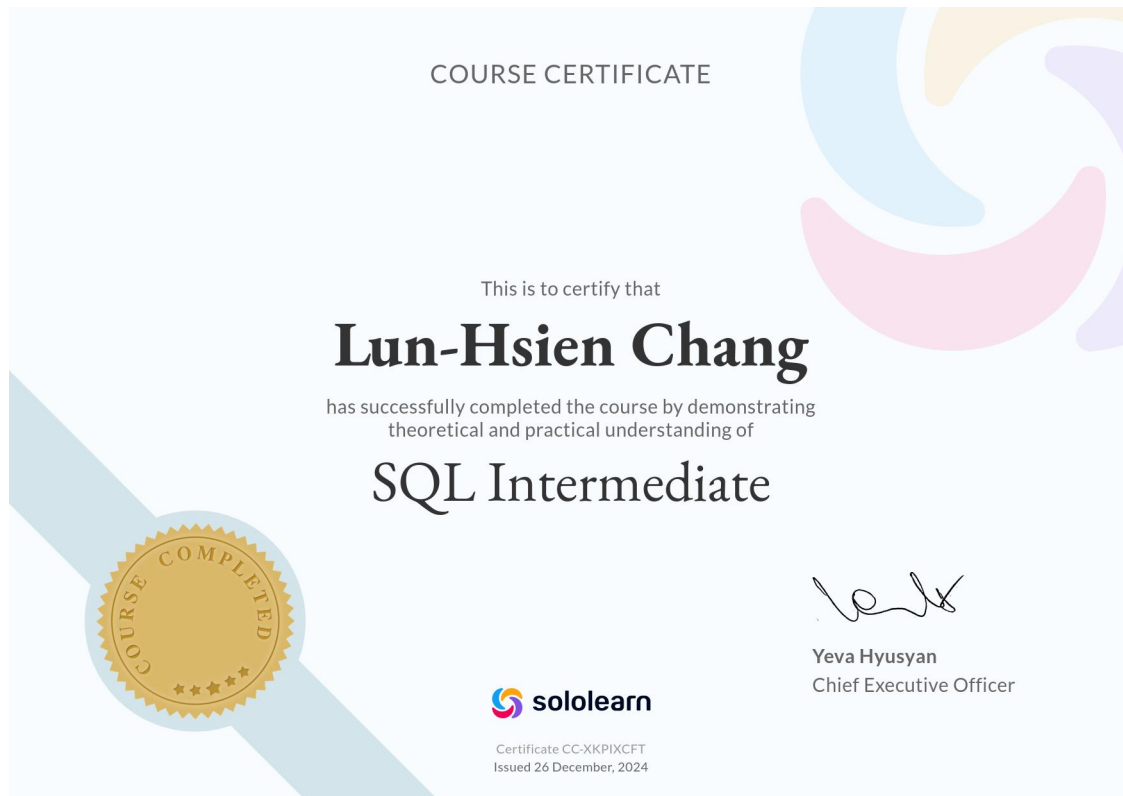 COURSE CERTIFICATE
This is to certify that
Lun-Hsien Chang
has successfully completed the course by demonstrating
theoretical and practical understanding of
SQL Intermediate
COURSE COMPLETED
Yeva Hyusyan
Chief Executive Officer
sololearn
Certificate CC-XKPIXCFT
Issued 26 December, 2024